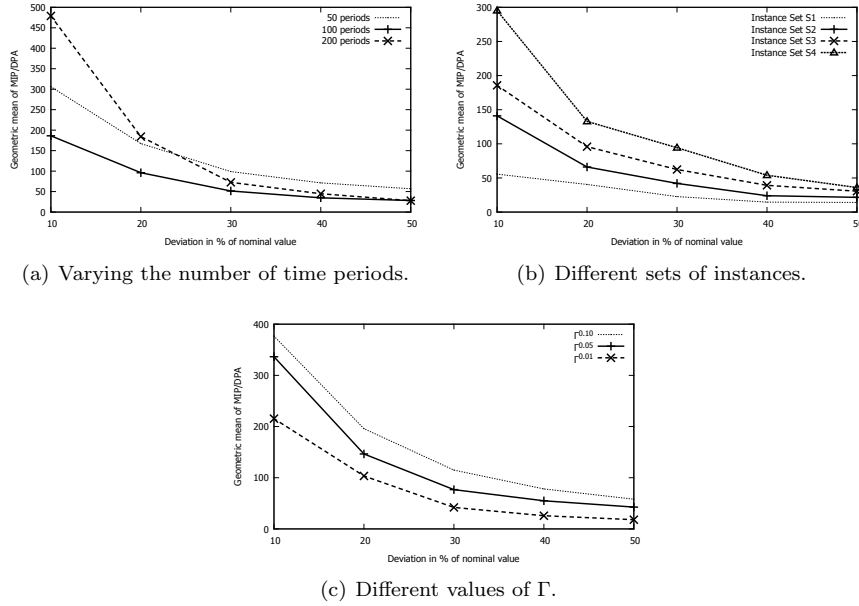 500
450
400
350
300
250
200
150
100
50
0
Geometric mean of MIP/DPA
10 20 30 40 50
Deviation in % of nominal value
50 periods
100 periods
200 periods
(a) Varying the number of time periods.
300
250
200
150
100
50
0
Geometric mean of MIP/DPA
10 20 30 40 50
Deviation in % of nominal value
Instance Set S1
Instance Set S2
Instance Set S3
Instance Set S4
(b) Different sets of instances.
400
300
200
100
0
Geometric mean of MIP/DPA
10 20 30 40 50
Deviation in % of nominal value
Γ0.10
Γ0.05
Γ0.01
(c) Different values of Γ.